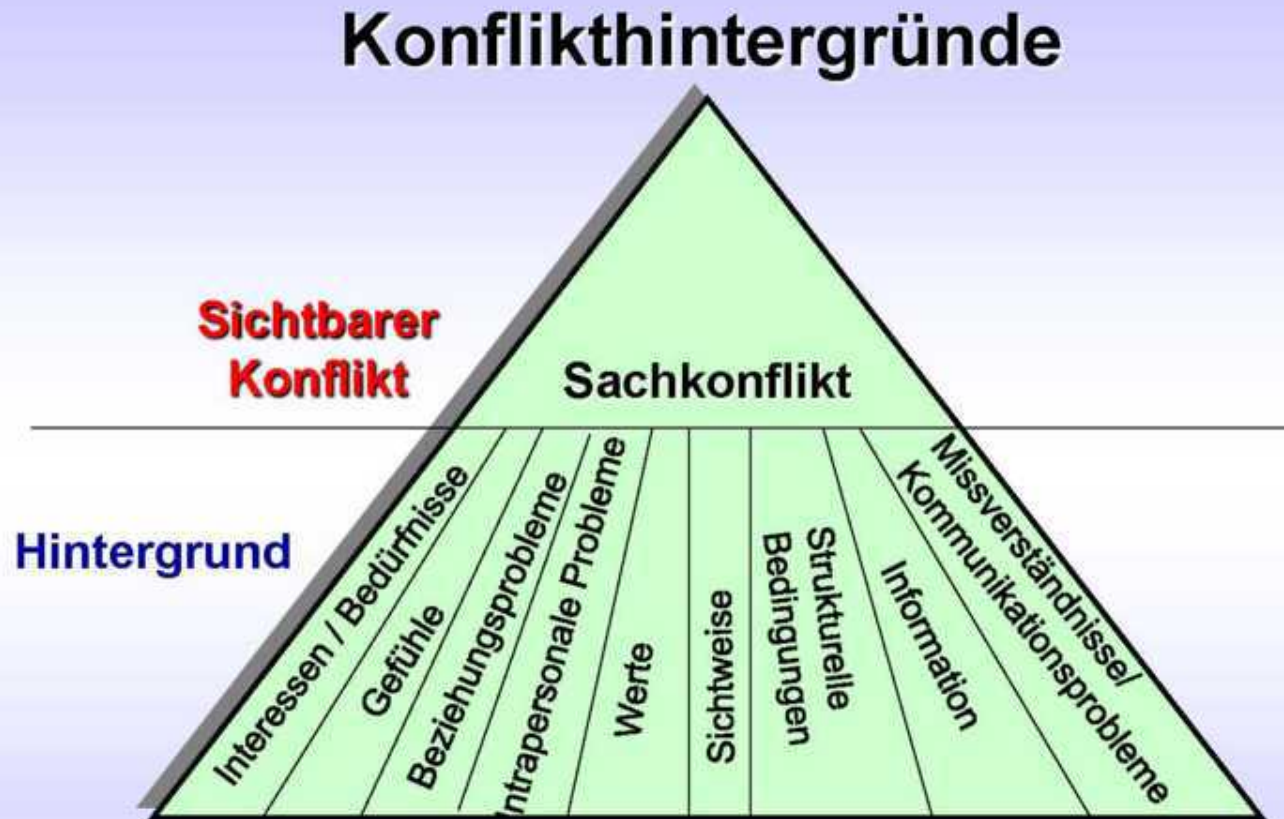 Konflikthintergründe
Sichtbarer
Konflikt
Sachkonflikt
Hintergrund
Interessen / Bedürfnisse
Gefühle
Beziehungsprobleme
Intrapersonale Probleme
Werte
Sichtweise
Strukturelle
Bedingungen
Information
Missverständnisse/
Kommunikationsprobleme